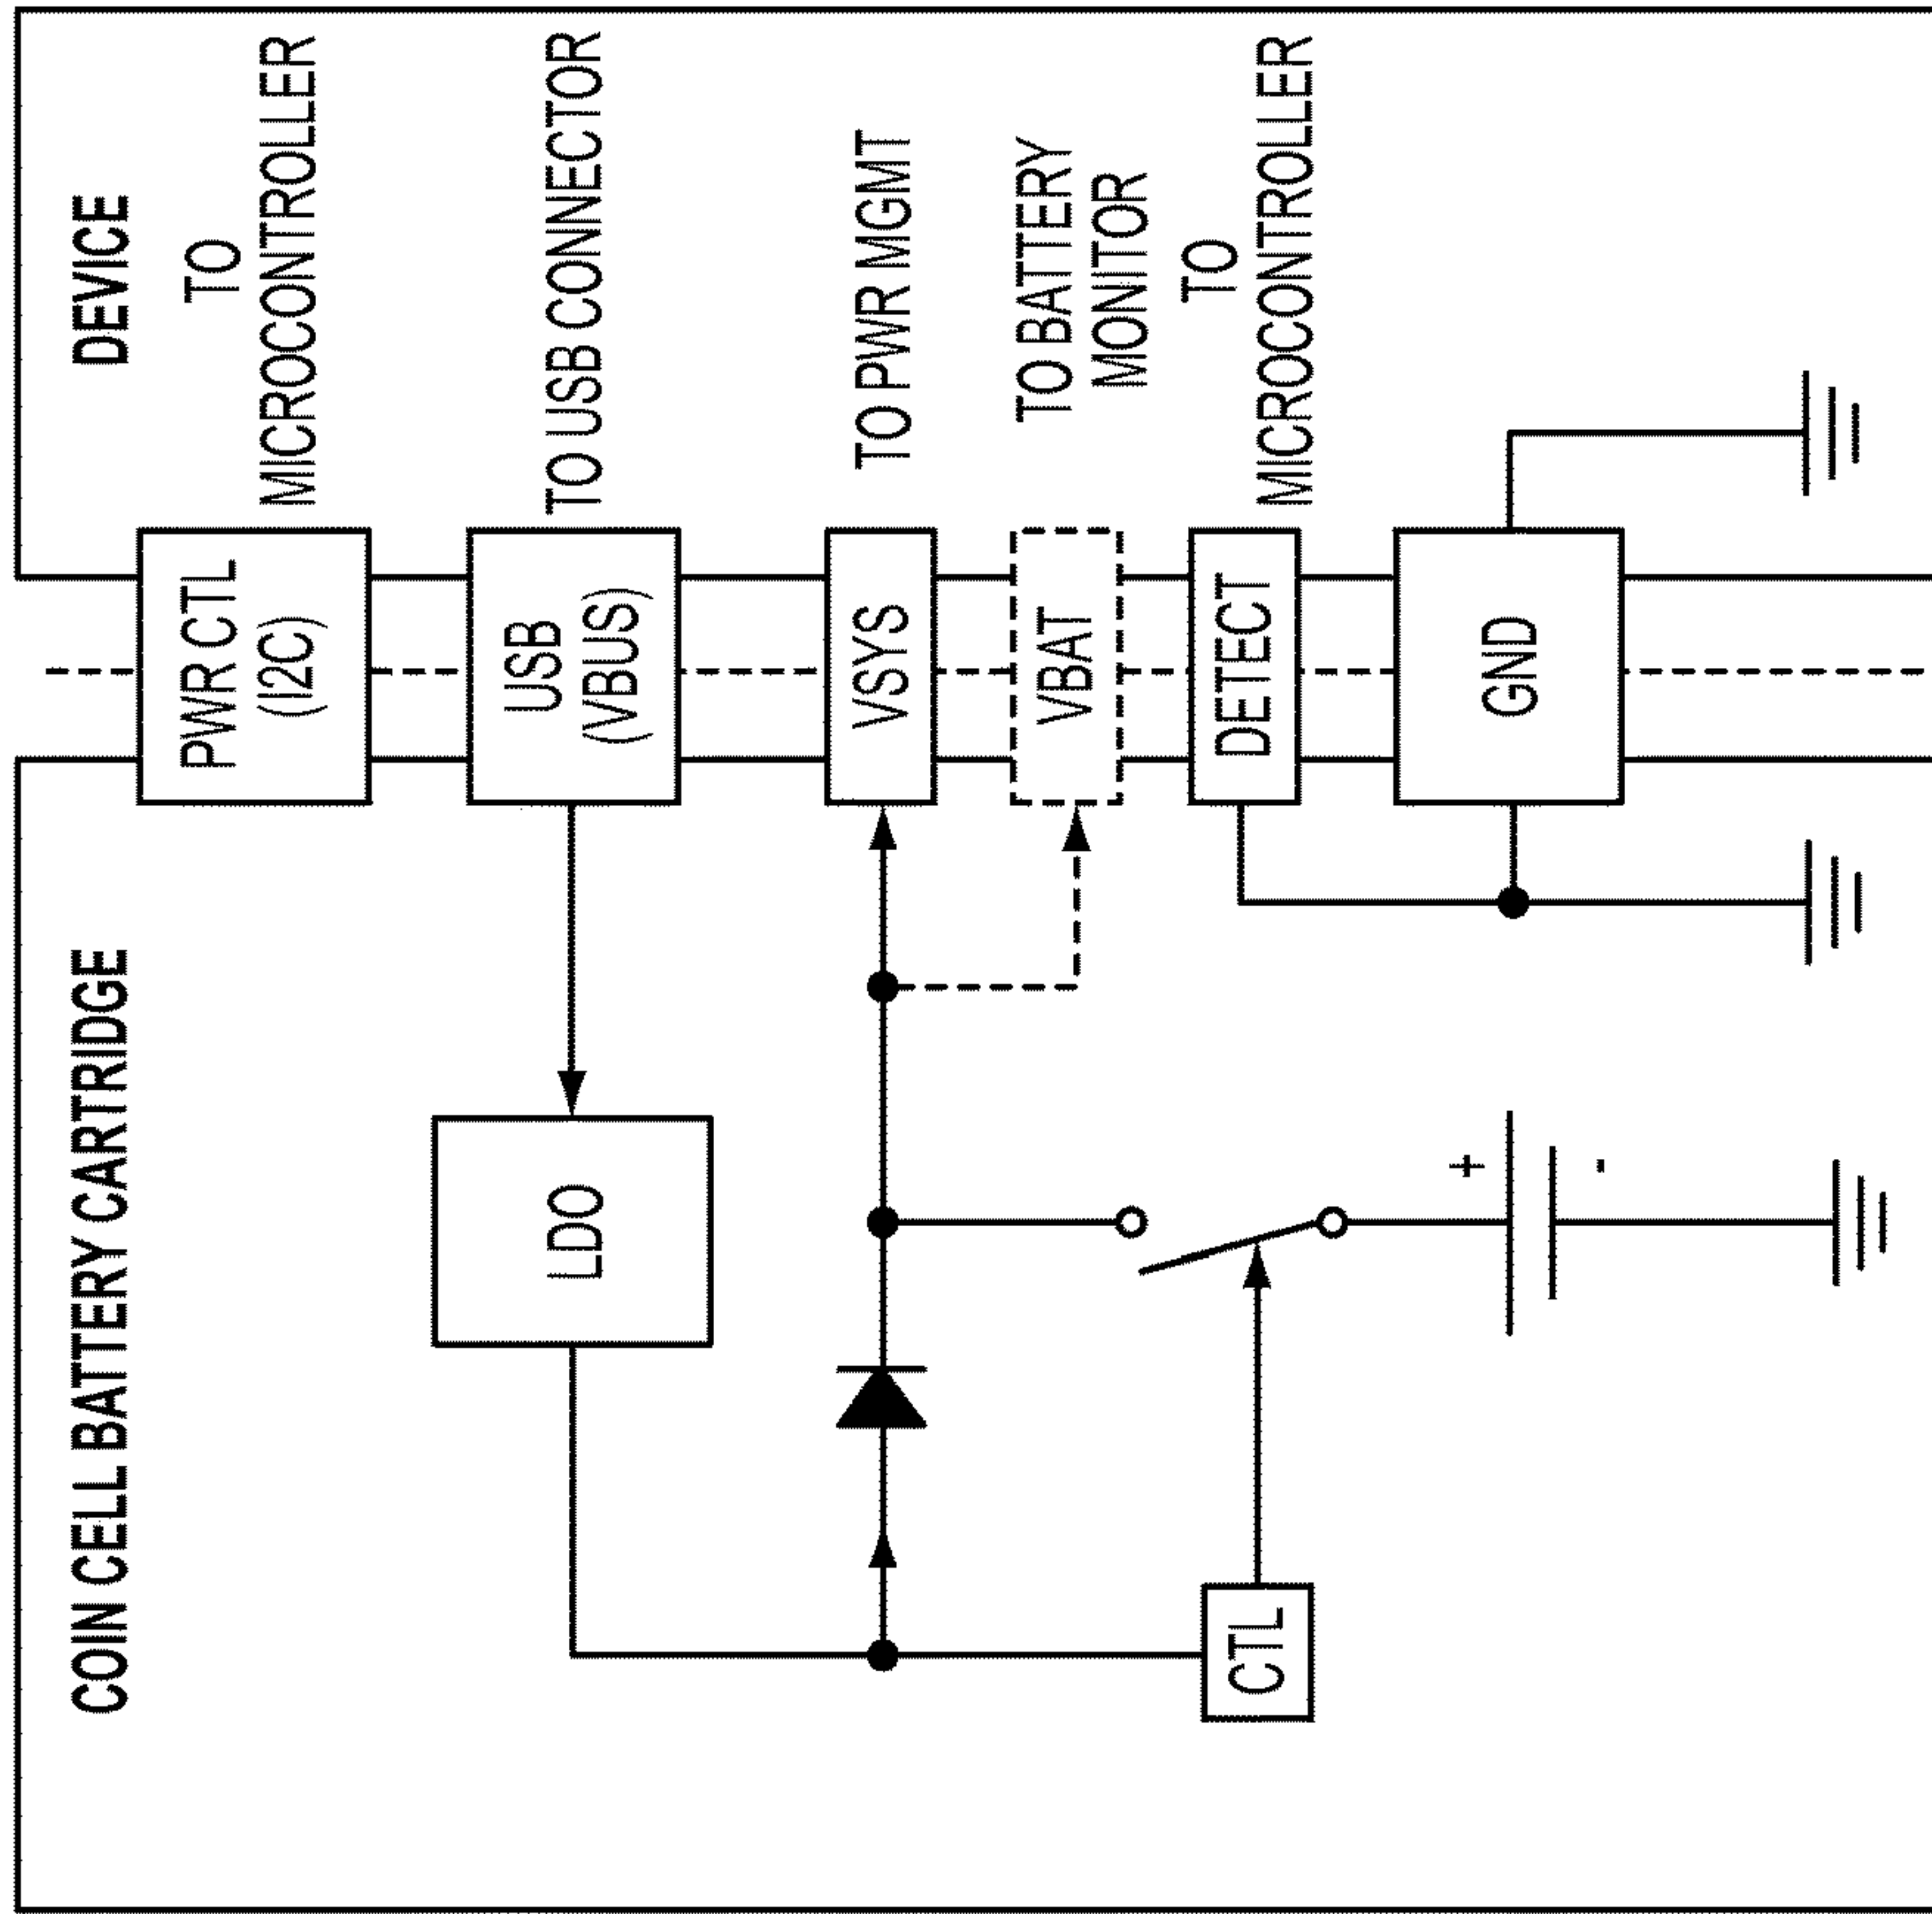 COIN CELL BATTERY CARTRIDGE
DEVICE
PWR CTL
(I2C)
TO
MICROCONTROLLER
LDO
USB
(VBUS)
TO USB CONNECTOR
VSYS
TO PWR MGMT
VBAT
TO BATTERY
MONITOR
CTL
DETECT
TO
MICROCONTROLLER
+
-
GND